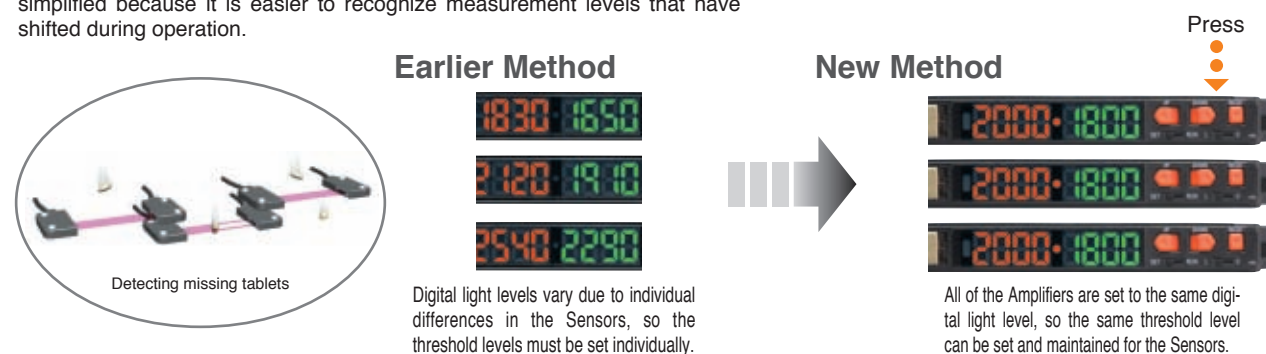 simplified because it is easier to recognize measurement levels that have
shifted during operation.
Press
Earlier Method
New Method
1830 1650
2120 1910
2540 2290
2000 1800
2000 1800
2000 1800
Detecting missing tablets
Digital light levels vary due to individual
differences in the Sensors, so the
threshold levels must be set individually.
All of the Amplifiers are set to the same digi-
tal light level, so the same threshold level
can be set and maintained for the Sensors.